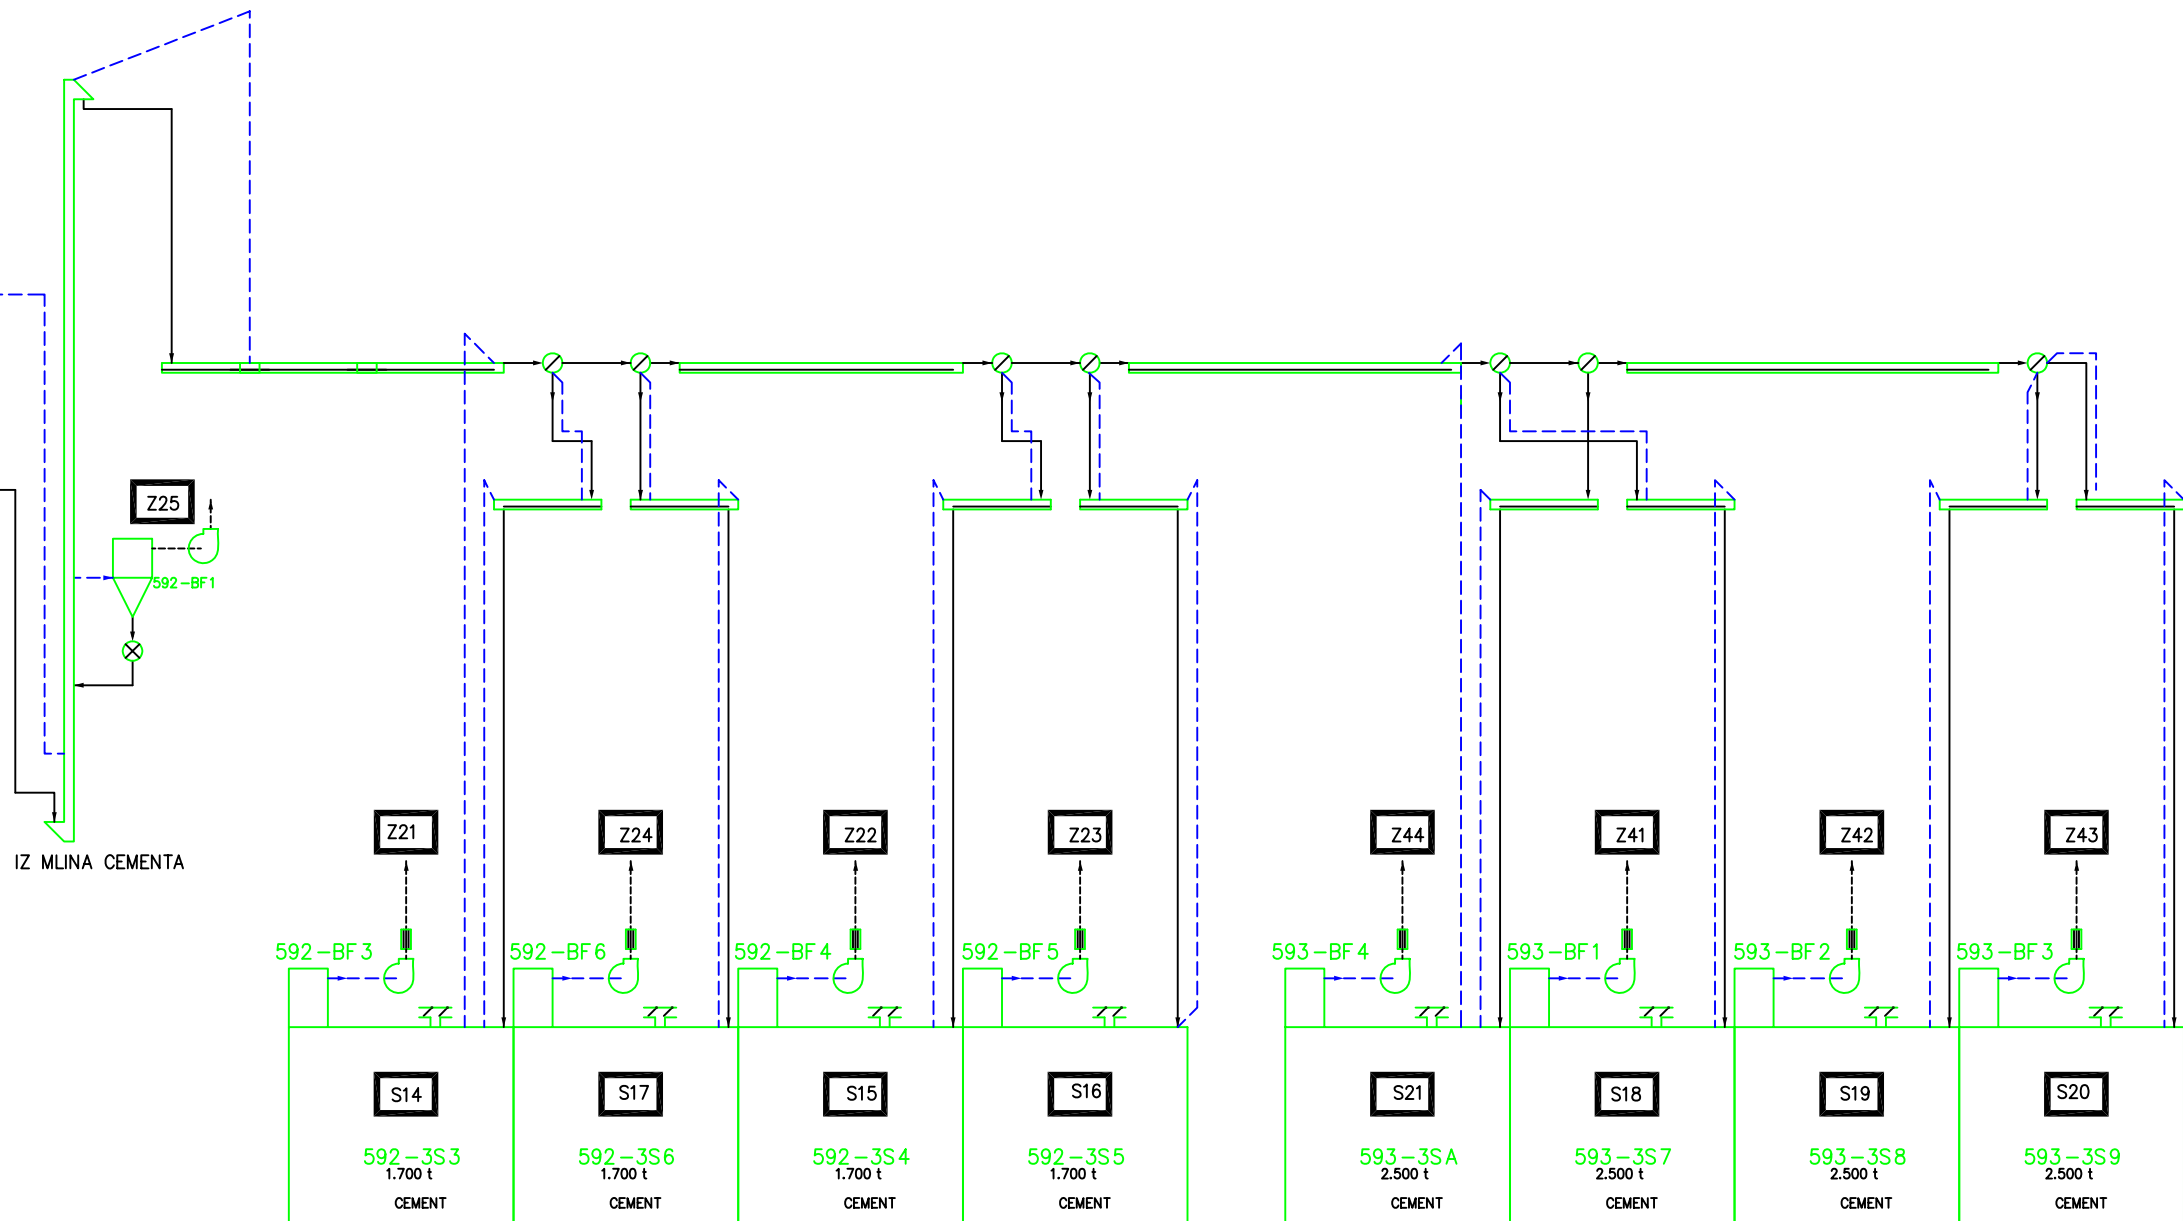 Z25
592-BF1
Z21 Z24 Z22 Z23 Z44 Z41 Z42 Z43
IZ MLINA CEMENTA
592-BF3 592-BF6 592-BF4 592-BF5 593-BF4 593-BF1 593-BF2 593-BF3
S14 S17 S15 S16 S21 S18 S19 S20
592-3S3 592-3S6 592-3S4 592-3S5 593-3SA 593-3S7 593-3S8 593-3S9
1.700 t 1.700 t 1.700 t 1.700 t 2.500 t 2.500 t 2.500 t 2.500 t
CEMENT CEMENT CEMENT CEMENT CEMENT CEMENT CEMENT CEMENT